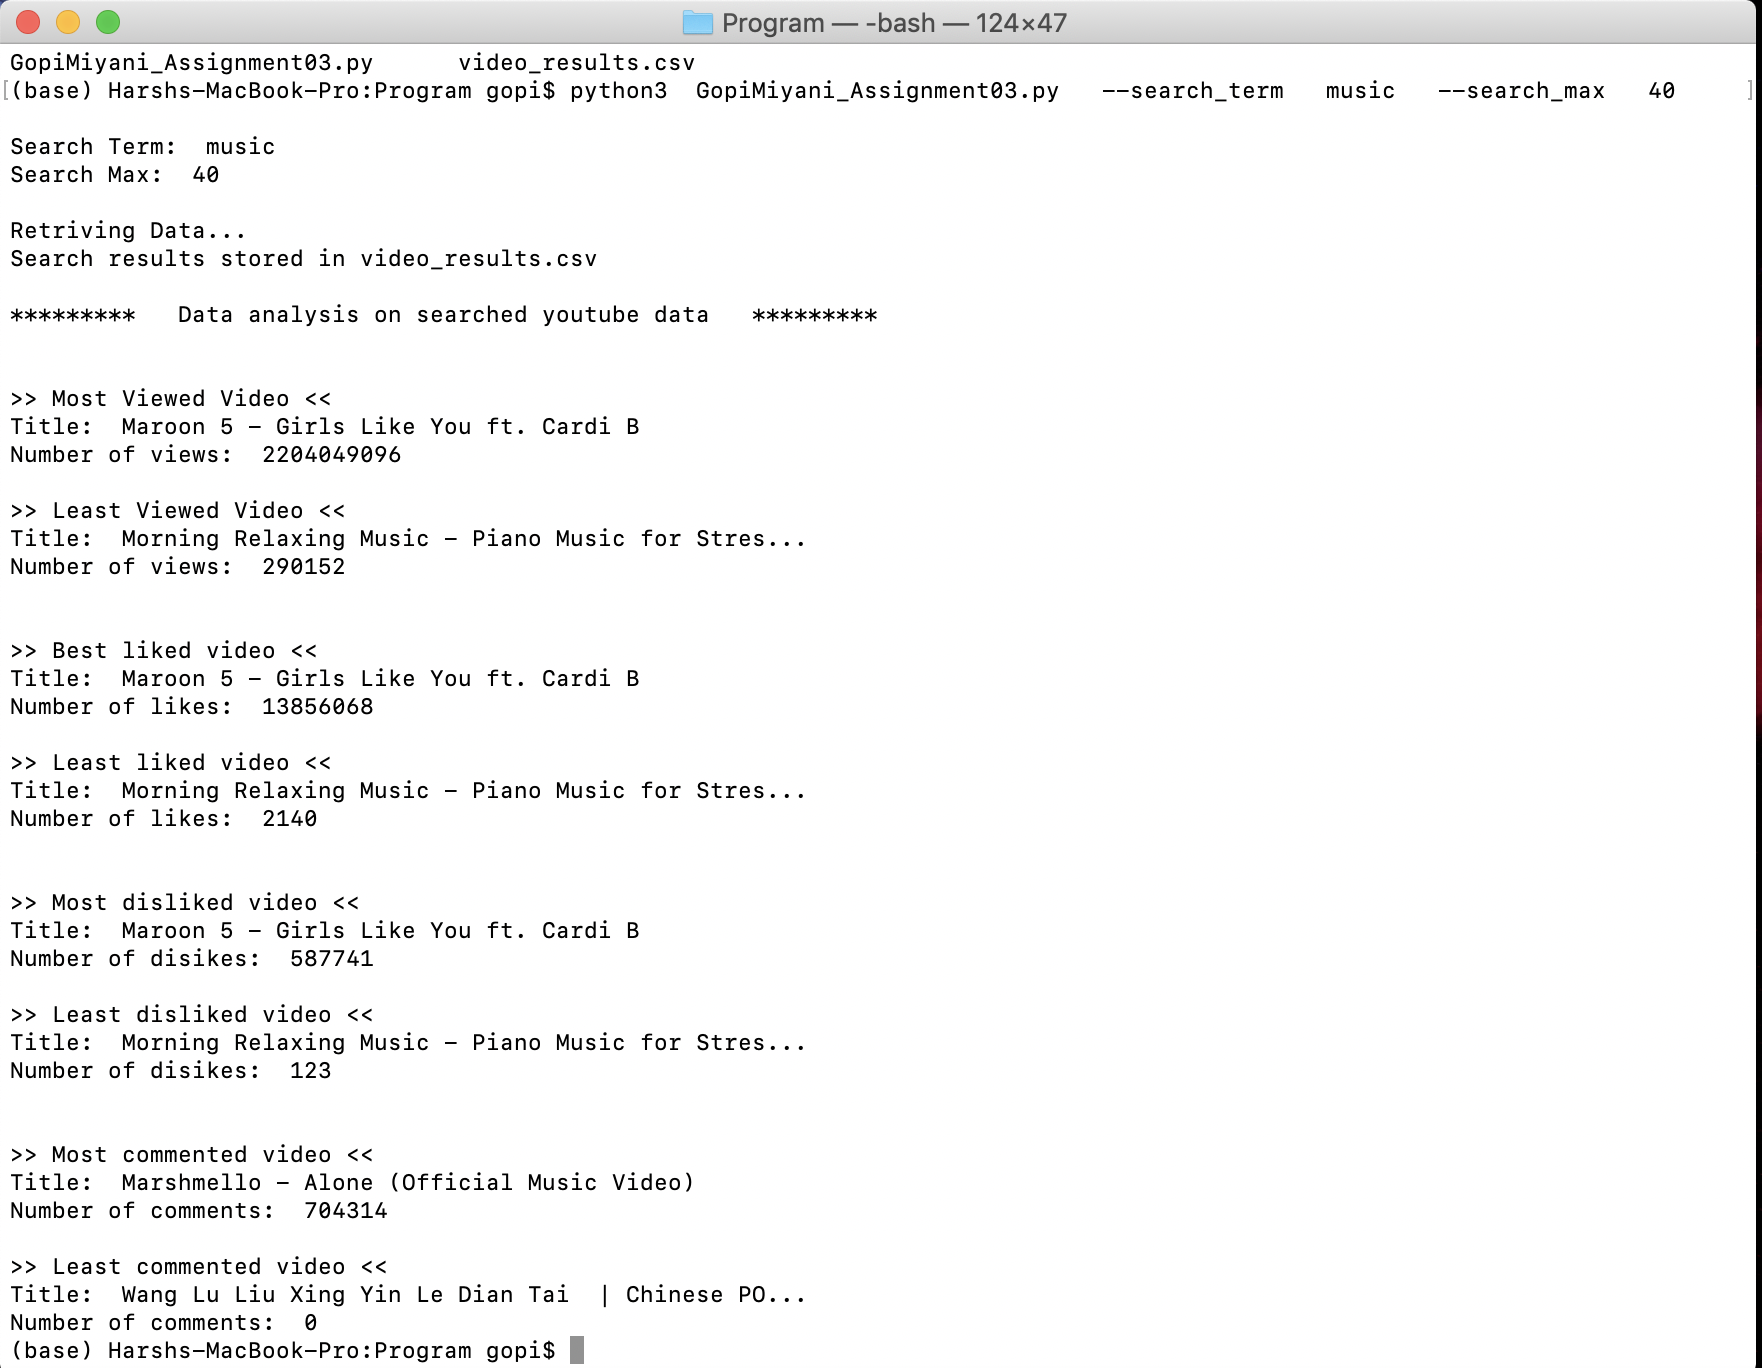 Program — -bash — 124×47
GopiMiyani_Assignment03.py      video_results.csv
[(base) Harshs-MacBook-Pro:Program gopi$ python3  GopiMiyani_Assignment03.py   --search_term   music   --search_max   40     ]
Search Term:  music
Search Max:  40
Retriving Data...
Search results stored in video_results.csv
*********   Data analysis on searched youtube data   *********
>> Most Viewed Video <<
Title:  Maroon 5 - Girls Like You ft. Cardi B
Number of views:  2204049096
>> Least Viewed Video <<
Title:  Morning Relaxing Music - Piano Music for Stres...
Number of views:  290152
>> Best liked video <<
Title:  Maroon 5 - Girls Like You ft. Cardi B
Number of likes:  13856068
>> Least liked video <<
Title:  Morning Relaxing Music - Piano Music for Stres...
Number of likes:  2140
>> Most disliked video <<
Title:  Maroon 5 - Girls Like You ft. Cardi B
Number of disikes:  587741
>> Least disliked video <<
Title:  Morning Relaxing Music - Piano Music for Stres...
Number of disikes:  123
>> Most commented video <<
Title:  Marshmello - Alone (Official Music Video)
Number of comments:  704314
>> Least commented video <<
Title:  Wang Lu Liu Xing Yin Le Dian Tai  | Chinese PO...
Number of comments:  0
(base) Harshs-MacBook-Pro:Program gopi$